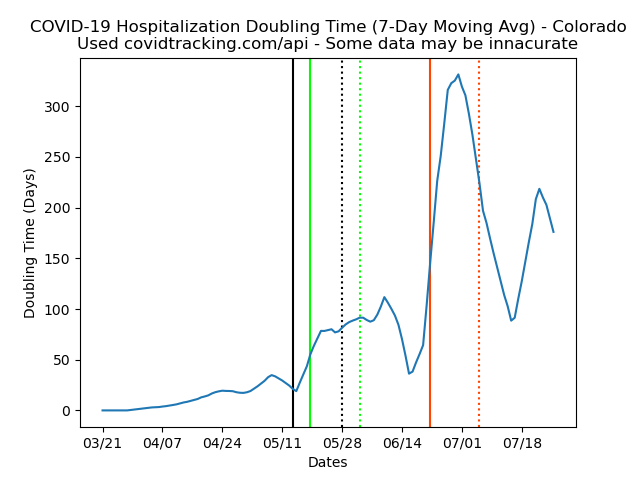 COVID-19 Hospitalization Doubling Time (7-Day Moving Avg) - Colorado
Used covidtracking.com/api - Some data may be innacurate
Doubling Time (Days)
300
250
200
150
100
50
0
03/21 04/07 04/24 05/11 05/28 06/14 07/01 07/18
Dates